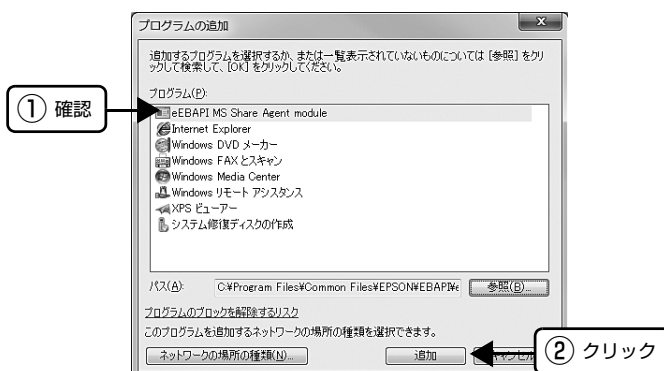 プログラムの追加
追加するプログラムを選択するか、または一覧表示されていないものについては [参照] をクリ
ックして検索して、[OK] をクリックしてください。
プログラム(P):
① 確認
eEBAPI MS Share Agent module
Internet Explorer
Windows DVD メーカー
Windows FAX とスキャン
Windows Media Center
Windows リモート アシスタンス
XPS ビューアー
システム修復ディスクの作成
パス(A): C:¥Program Files¥Common Files¥EPSON¥EBAPI¥e 参照(B)...
プログラムのブロックを解除するリスク
このプログラムを追加するネットワークの場所の種類を選択できます。
ネットワークの場所の種類(N)... 追加
② クリック